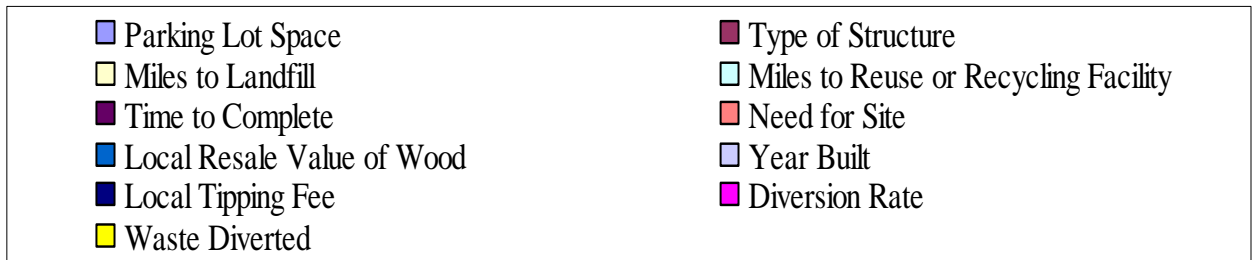 Parking Lot Space Type of Structure
Miles to Landfill Miles to Reuse or Recycling Facility
Time to Complete Need for Site
Local Resale Value of Wood Year Built
Local Tipping Fee Diversion Rate
Waste Diverted